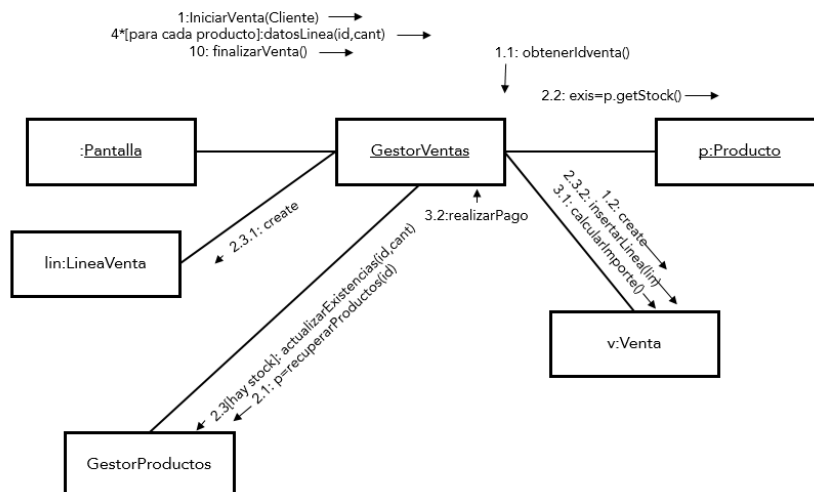 1:IniciarVenta(Cliente)
4*[para cada producto]:datosLinea(id,cant)
10: finalizarVenta()
1.1: obtenerIdventa()
2.2: exis=p.getStock()
:Pantalla
GestorVentas
p:Producto
2.3.1: create
3.2:realizarPago
1.2: create
2.3.2: insertarLinea(lin)
3.1: calcularImporte()
lin:LineaVenta
v:Venta
2.3[hay stock]: actualizarExistencias(id,cant)
2.1: p=recuperarProductos(id)
GestorProductos